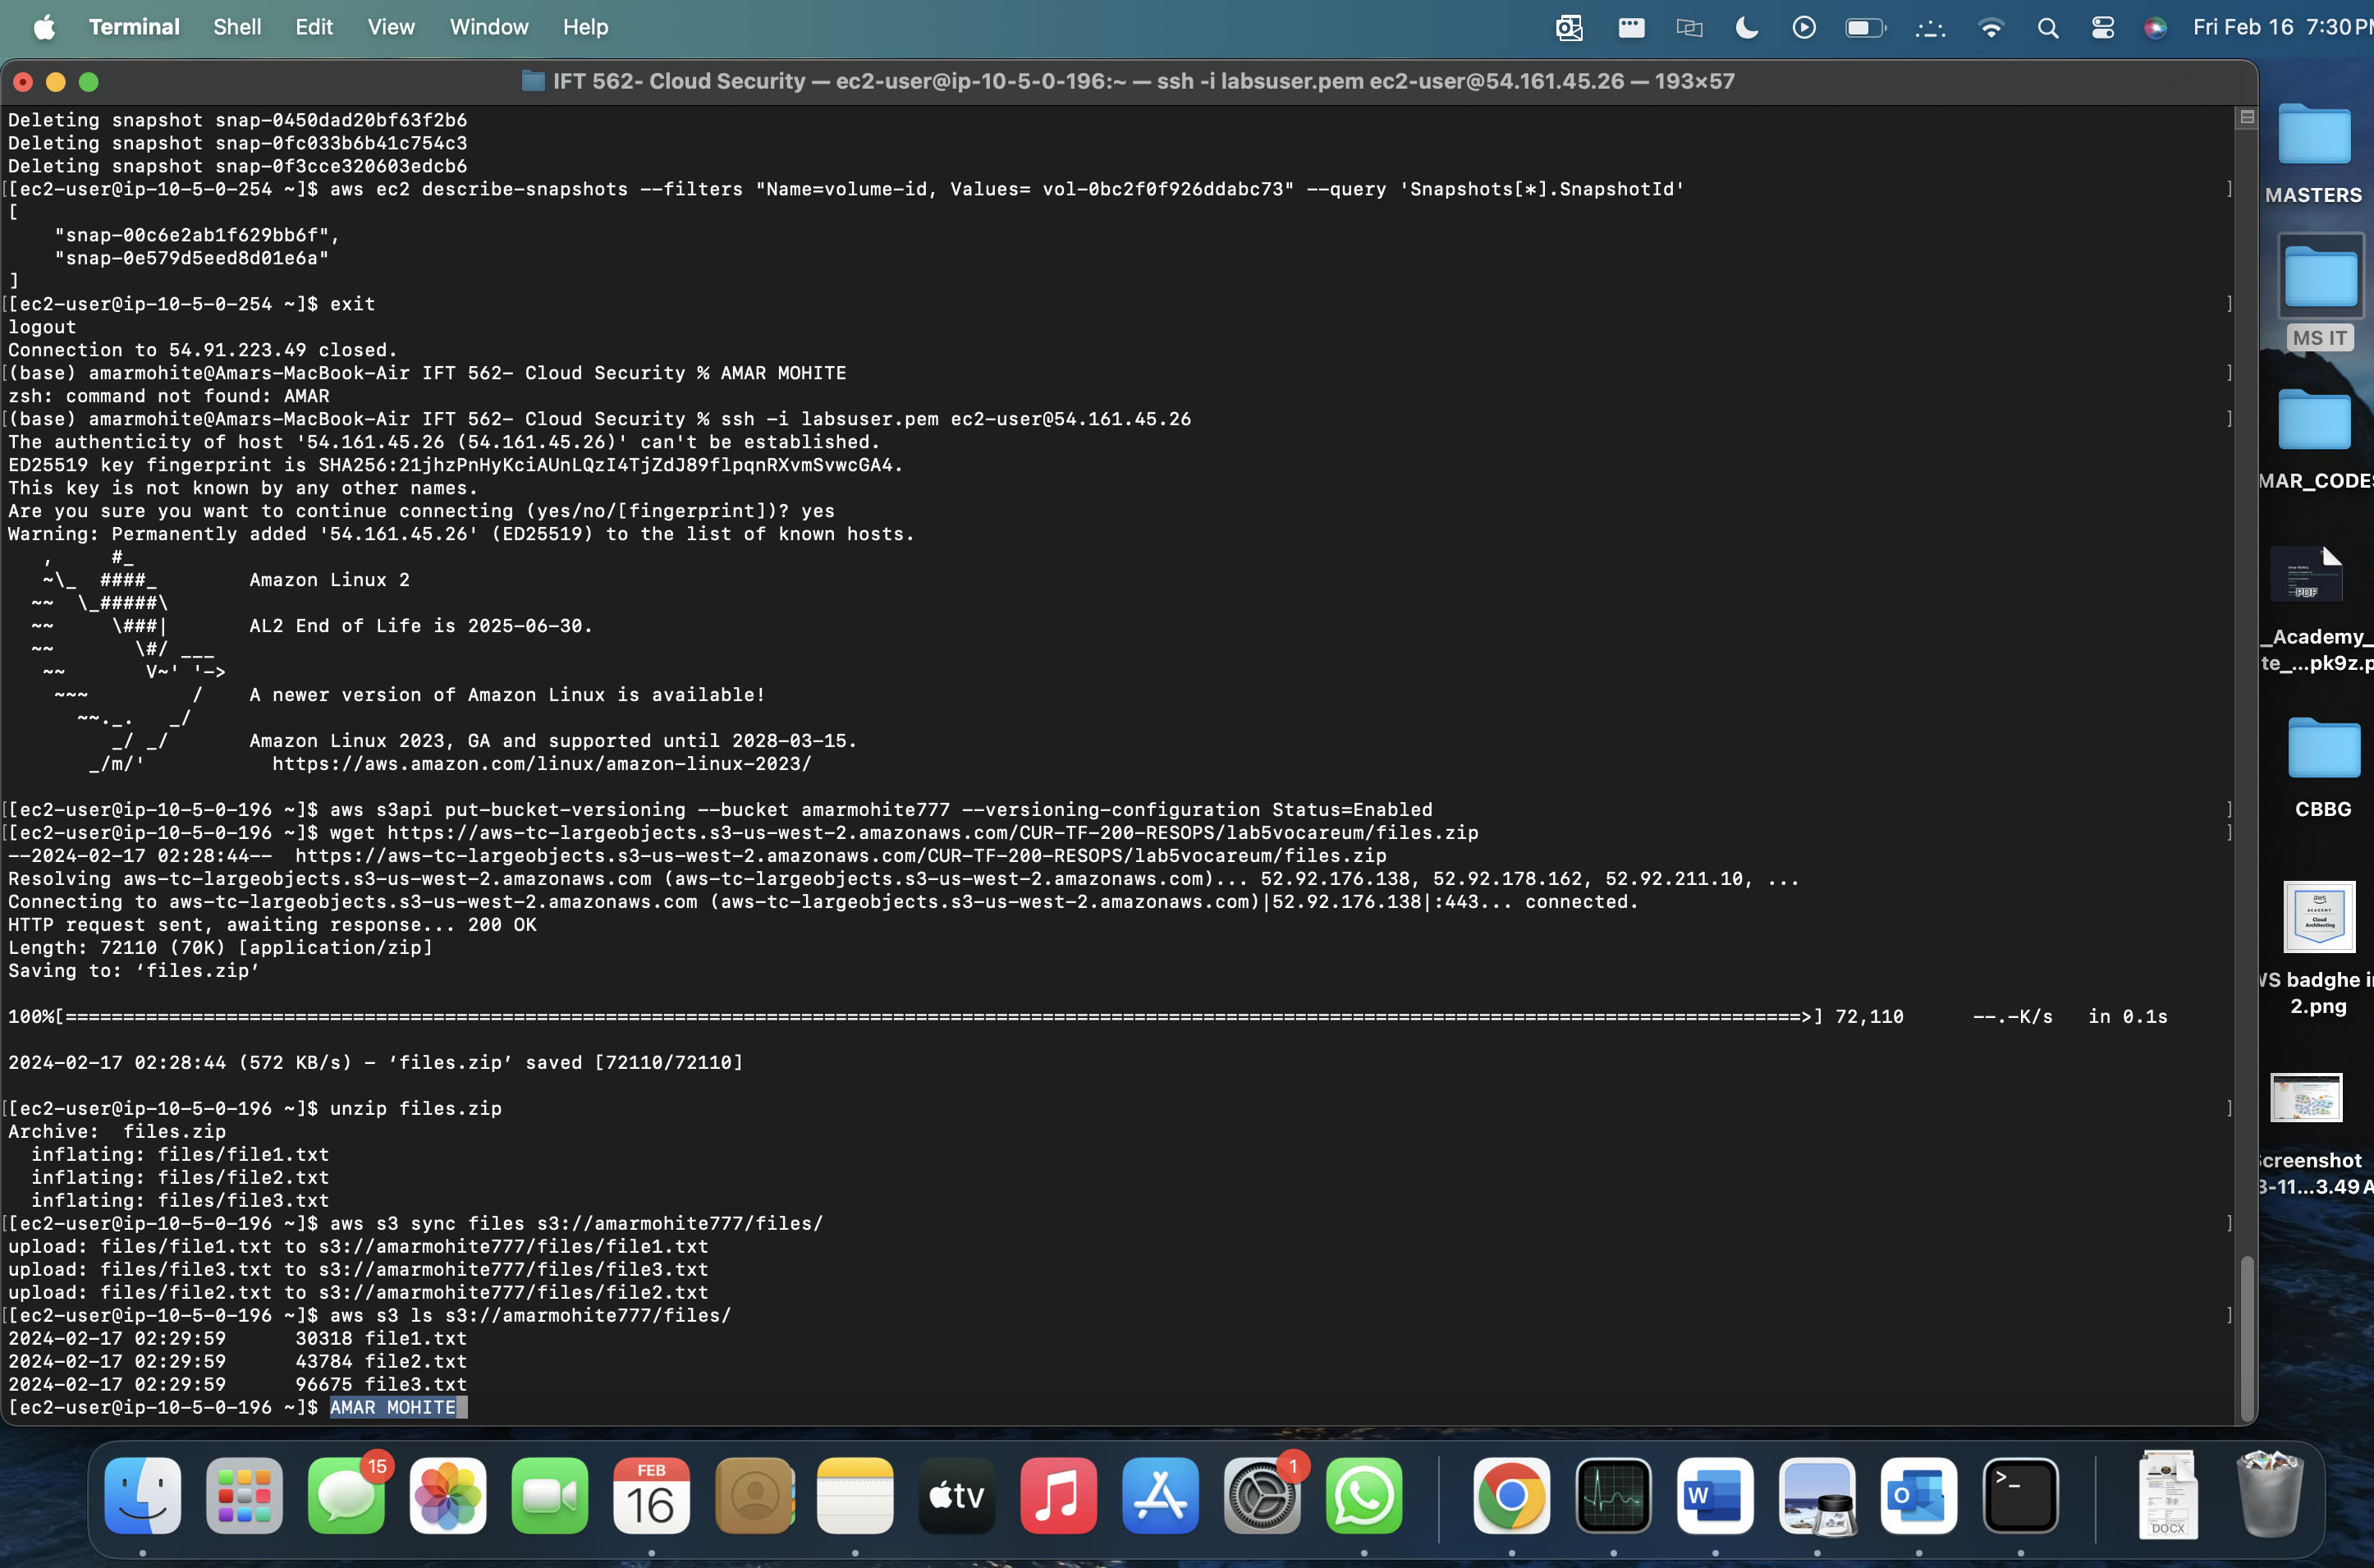 Terminal Shell Edit View Window Help Fri Feb 16 7:30 PM
IFT 562- Cloud Security — ec2-user@ip-10-5-0-196:~ — ssh -i labsuser.pem ec2-user@54.161.45.26 — 193×57
Deleting snapshot snap-0450dad20bf63f2b6
Deleting snapshot snap-0fc033b6b41c754c3
Deleting snapshot snap-0f3cce320603edcb6
[[ec2-user@ip-10-5-0-254 ~]$ aws ec2 describe-snapshots --filters "Name=volume-id, Values= vol-0bc2f0f926ddabc73" --query 'Snapshots[*].SnapshotId' ]
[
    "snap-00c6e2ab1f629bb6f",
    "snap-0e579d5eed8d01e6a"
]
[[ec2-user@ip-10-5-0-254 ~]$ exit ]
logout
Connection to 54.91.223.49 closed.
[(base) amarmohite@Amars-MacBook-Air IFT 562- Cloud Security % AMAR MOHITE ]
zsh: command not found: AMAR
[(base) amarmohite@Amars-MacBook-Air IFT 562- Cloud Security % ssh -i labsuser.pem ec2-user@54.161.45.26 ]
The authenticity of host '54.161.45.26 (54.161.45.26)' can't be established.
ED25519 key fingerprint is SHA256:21jhzPnHyKciAUnLQzI4TjZdJ89flpqnRXvmSvwcGA4.
This key is not known by any other names.
Are you sure you want to continue connecting (yes/no/[fingerprint])? yes
Warning: Permanently added '54.161.45.26' (ED25519) to the list of known hosts.
   ,     #_
   ~\_  ####_        Amazon Linux 2
  ~~  \_#####\
  ~~     \###|       AL2 End of Life is 2025-06-30.
  ~~       \#/ ___
   ~~       V~' '->
    ~~~         /    A newer version of Amazon Linux is available!
      ~~._.   _/
         _/ _/       Amazon Linux 2023, GA and supported until 2028-03-15.
       _/m/'           https://aws.amazon.com/linux/amazon-linux-2023/
[[ec2-user@ip-10-5-0-196 ~]$ aws s3api put-bucket-versioning --bucket amarmohite777 --versioning-configuration Status=Enabled ]
[[ec2-user@ip-10-5-0-196 ~]$ wget https://aws-tc-largeobjects.s3-us-west-2.amazonaws.com/CUR-TF-200-RESOPS/lab5vocareum/files.zip ]
--2024-02-17 02:28:44--  https://aws-tc-largeobjects.s3-us-west-2.amazonaws.com/CUR-TF-200-RESOPS/lab5vocareum/files.zip
Resolving aws-tc-largeobjects.s3-us-west-2.amazonaws.com (aws-tc-largeobjects.s3-us-west-2.amazonaws.com)... 52.92.176.138, 52.92.178.162, 52.92.211.10, ...
Connecting to aws-tc-largeobjects.s3-us-west-2.amazonaws.com (aws-tc-largeobjects.s3-us-west-2.amazonaws.com)|52.92.176.138|:443... connected.
HTTP request sent, awaiting response... 200 OK
Length: 72110 (70K) [application/zip]
Saving to: ‘files.zip’
100%[=======================================================================================================================================================>] 72,110      --.-K/s   in 0.1s
2024-02-17 02:28:44 (572 KB/s) - ‘files.zip’ saved [72110/72110]
[[ec2-user@ip-10-5-0-196 ~]$ unzip files.zip ]
Archive:  files.zip
  inflating: files/file1.txt
  inflating: files/file2.txt
  inflating: files/file3.txt
[[ec2-user@ip-10-5-0-196 ~]$ aws s3 sync files s3://amarmohite777/files/ ]
upload: files/file1.txt to s3://amarmohite777/files/file1.txt
upload: files/file3.txt to s3://amarmohite777/files/file3.txt
upload: files/file2.txt to s3://amarmohite777/files/file2.txt
[[ec2-user@ip-10-5-0-196 ~]$ aws s3 ls s3://amarmohite777/files/ ]
2024-02-17 02:29:59      30318 file1.txt
2024-02-17 02:29:59      43784 file2.txt
2024-02-17 02:29:59      96675 file3.txt
[ec2-user@ip-10-5-0-196 ~]$ AMAR MOHITE
MASTERS
MS IT
MAR_CODES
PDF
_Academy_
te_...pk9z.p
CBBG
aws
ACADEMY
Cloud
Architecting
WS badghe i
2.png
Screenshot
3-11...3.49 A
15
FEB
16
tv
1
W
O
>_
DOCX